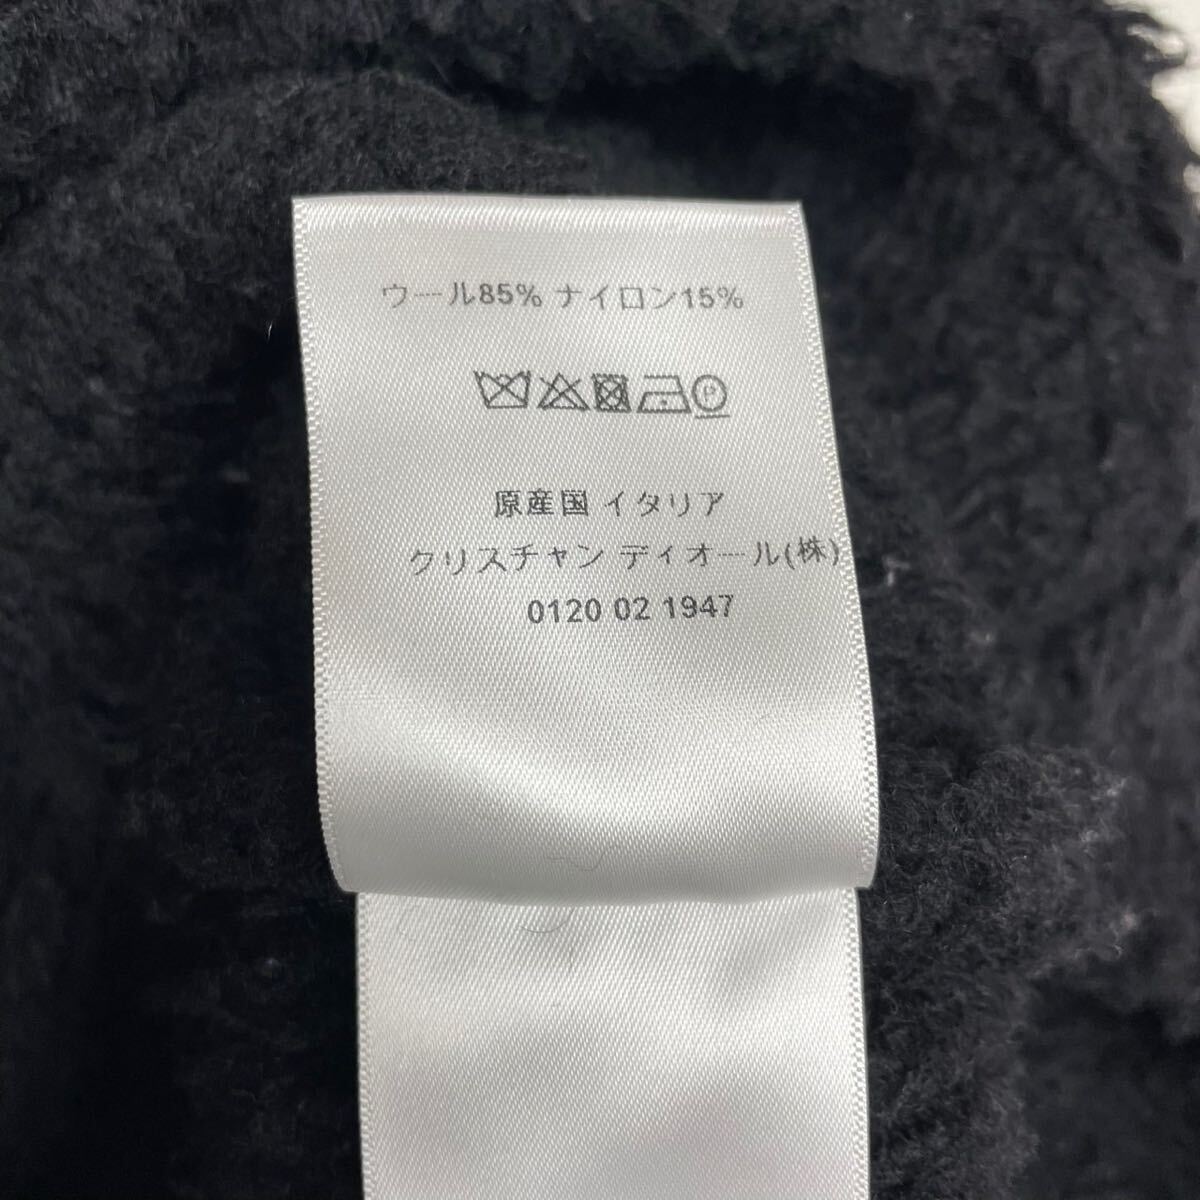 ウール85% ナイロン15%
P
原産国 イタリア
クリスチャン ディオール(株)
0120 02 1947